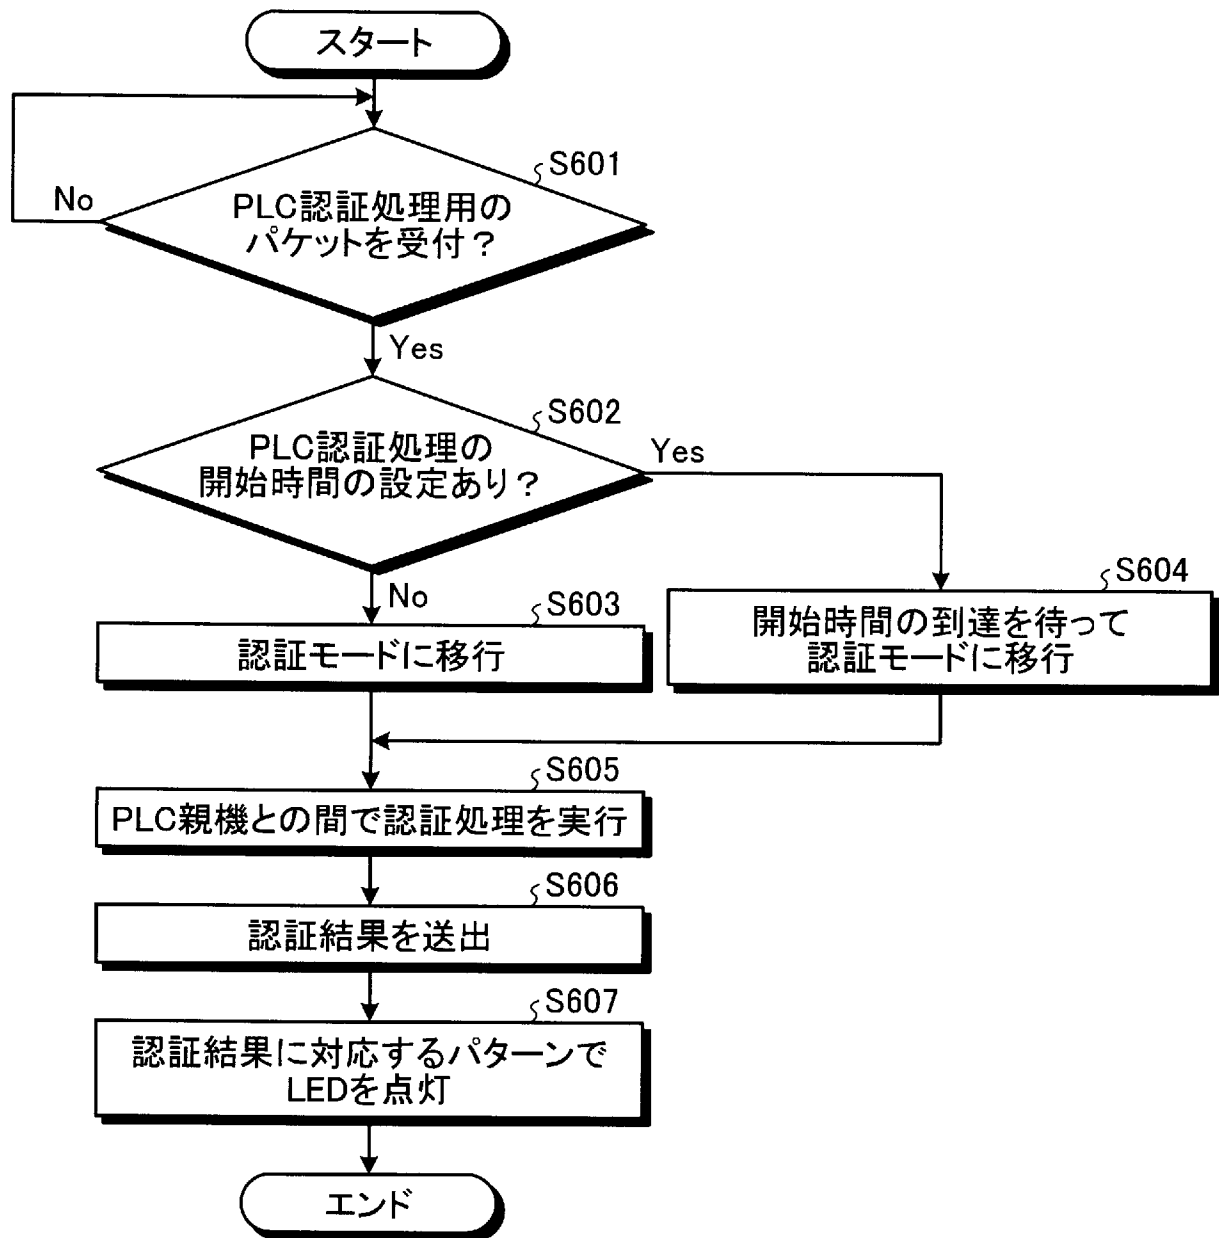 スタート
S601
No
PLC認証処理用の
パケットを受付？
Yes
S602
PLC認証処理の
開始時間の設定あり？
Yes
No
S603
認証モードに移行
S604
開始時間の到達を待って
認証モードに移行
S605
PLC親機との間で認証処理を実行
S606
認証結果を送出
S607
認証結果に対応するパターンで
LEDを点灯
エンド